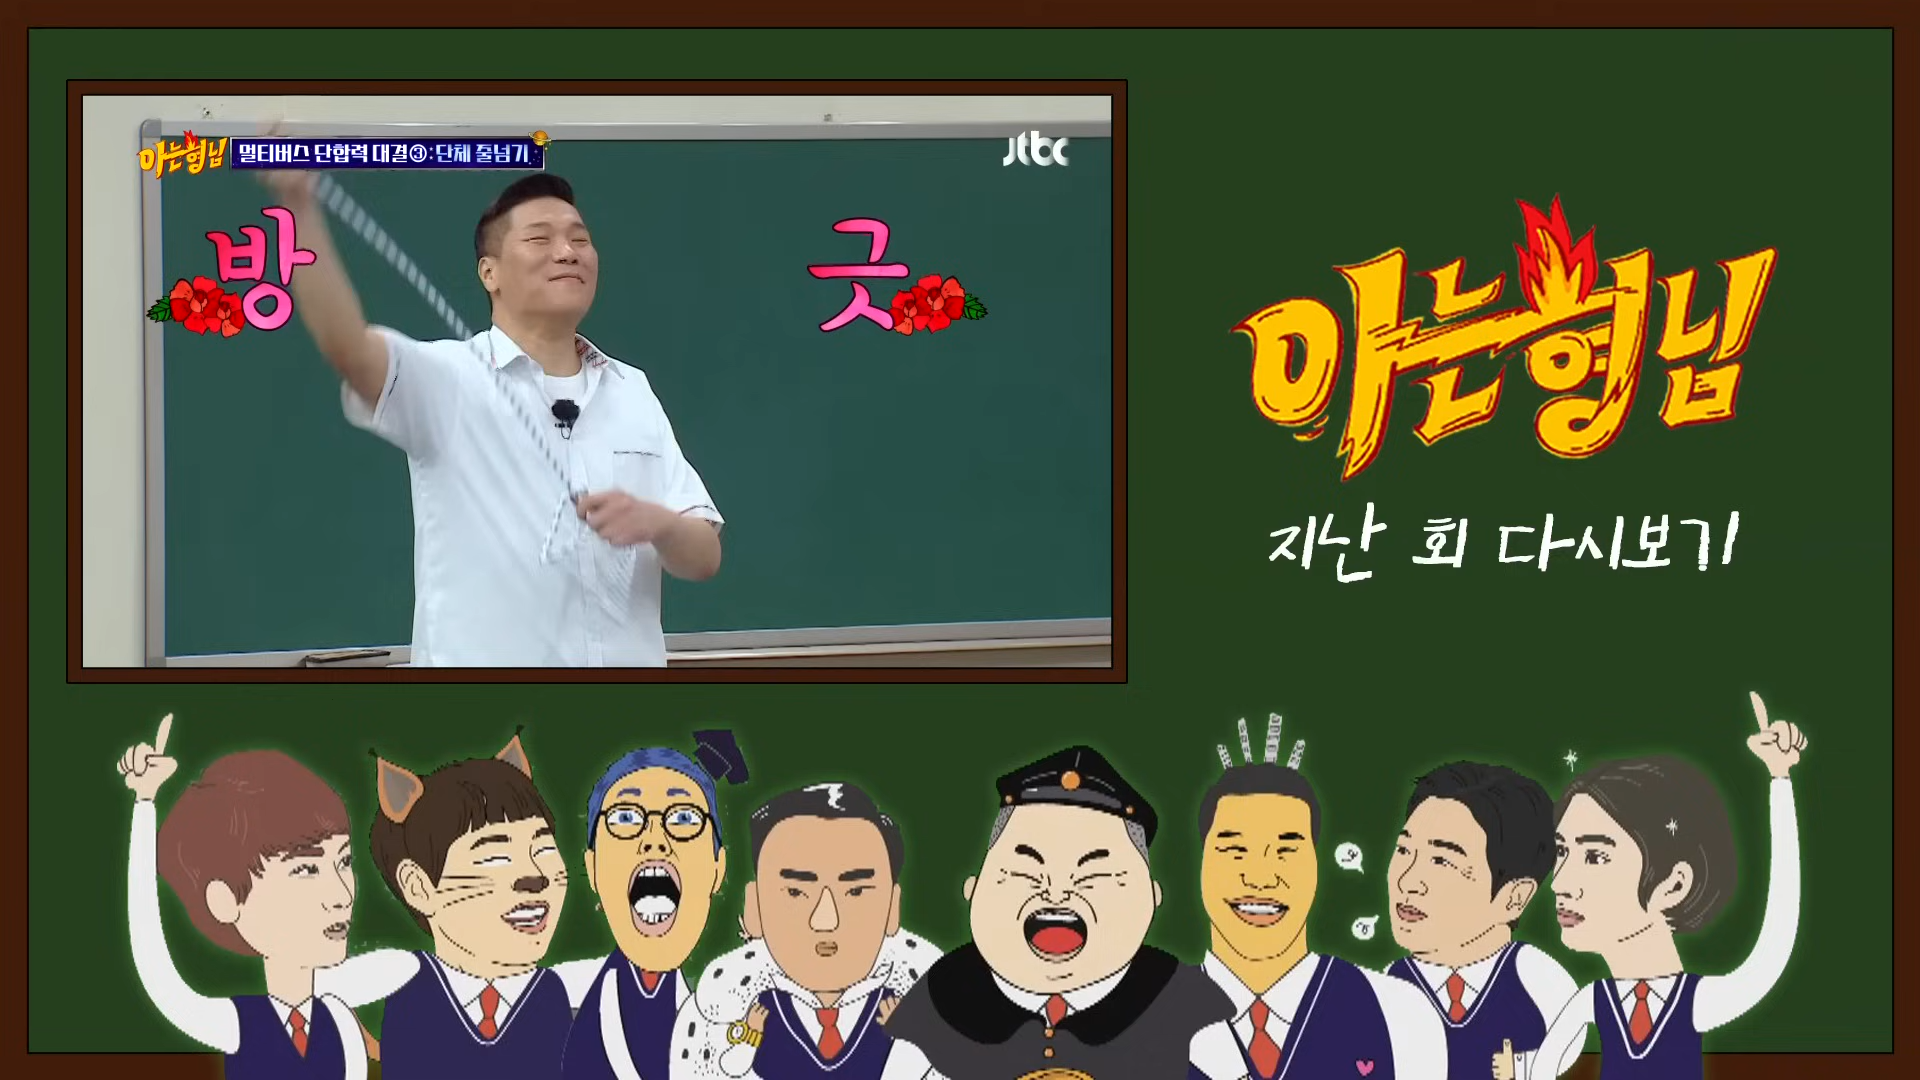 아는형님 멀티버스 단합력 대결③:단체 줄넘기
jtbc
방긋
아는형님
지난 회 다시보기